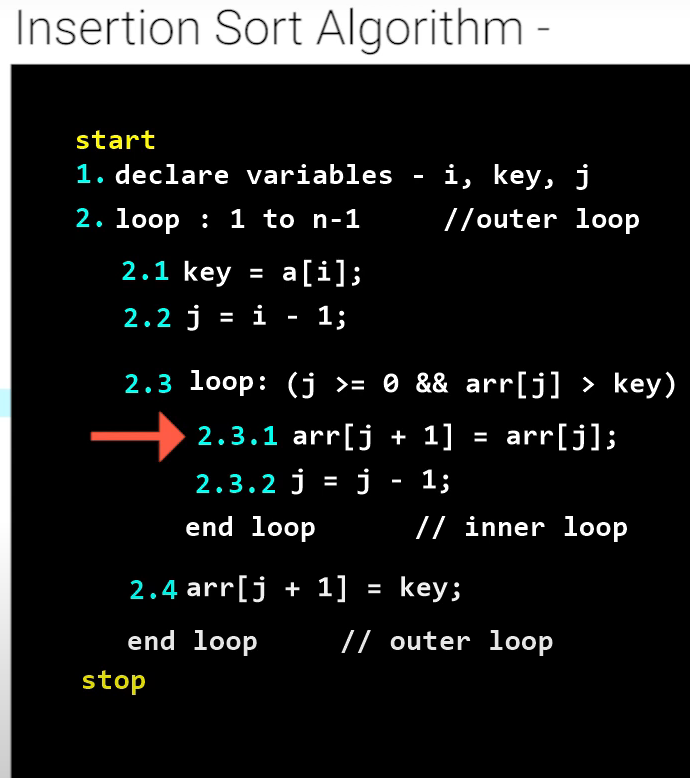 Insertion Sort Algorithm -
start
1. declare variables - i, key, j
2. loop : 1 to n-1 //outer loop
2.1 key = a[i];
2.2 j = i - 1;
2.3 loop: (j >= 0 && arr[j] > key)
2.3.1 arr[j + 1] = arr[j];
2.3.2 j = j - 1;
end loop // inner loop
2.4 arr[j + 1] = key;
end loop // outer loop
stop